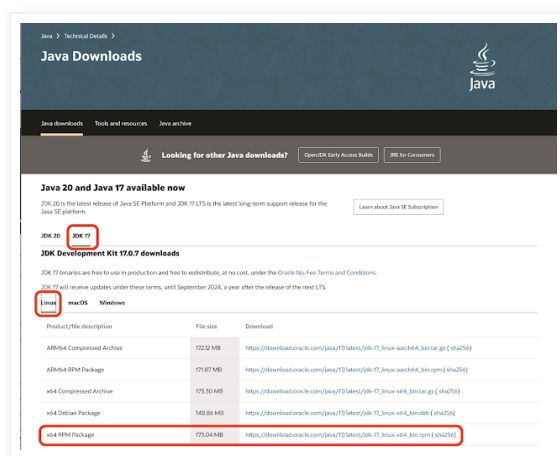 Java > Technical Details >
Java Downloads
Java
Java downloads Tools and resources Java archive
Looking for other Java downloads? OpenJDK Early Access Builds JRE for Consumers
Java 20 and Java 17 available now
JDK 20 is the latest release of Java SE Platform and JDK 17 LTS is the latest long-term support release for the
Java SE platform.
Learn about Java SE Subscription
JDK 20 JDK 17
JDK Development Kit 17.0.7 downloads
JDK 17 binaries are free to use in production and free to redistribute, at no cost, under the Oracle No-Fee Terms and Conditions.
JDK 17 will receive updates under these terms, until September 2024, a year after the release of the next LTS.
Linux macOS Windows
Product/file description File size Download
ARM64 Compressed Archive 172.12 MB https://download.oracle.com/java/17/latest/jdk-17_linux-aarch64_bin.tar.gz ( sha256)
ARM64 RPM Package 171.87 MB https://download.oracle.com/java/17/latest/jdk-17_linux-aarch64_bin.rpm ( sha256)
x64 Compressed Archive 173.30 MB https://download.oracle.com/java/17/latest/jdk-17_linux-x64_bin.tar.gz ( sha256)
x64 Debian Package 148.86 MB https://download.oracle.com/java/17/latest/jdk-17_linux-x64_bin.deb ( sha256)
x64 RPM Package 173.04 MB https://download.oracle.com/java/17/latest/jdk-17_linux-x64_bin.rpm ( sha256)